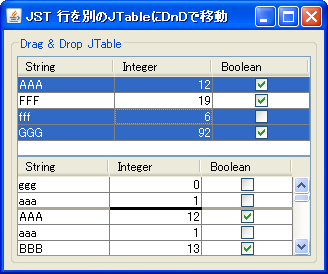 JST 行を別のJTableにDnDで移動
Drag & Drop JTable
String Integer Boolean
AAA 12
FFF 19
fff 6
GGG 92
String Integer Boolean
ggg 0
aaa 1
AAA 12
aaa 1
BBB 13